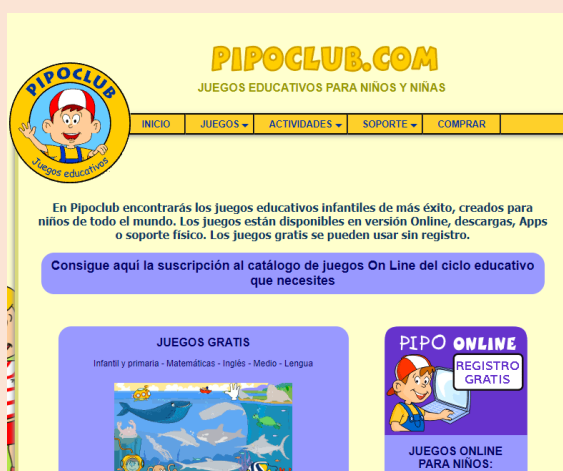 PIPOCLUB.COM
JUEGOS EDUCATIVOS PARA NIÑOS Y NIÑAS
PIPOCLUB
Juegos educativos
INICIO JUEGOS ACTIVIDADES SOPORTE COMPRAR
En Pipoclub encontrarás los juegos educativos infantiles de más éxito, creados para
niños de todo el mundo. Los juegos están disponibles en versión Online, descargas, Apps
o soporte físico. Los juegos gratis se pueden usar sin registro.
Consigue aquí la suscripción al catálogo de juegos On Line del ciclo educativo
que necesites
JUEGOS GRATIS
Infantil y primaria - Matemáticas - Inglés - Medio - Lengua
PIPO ONLINE
REGISTRO
GRATIS
JUEGOS ONLINE
PARA NIÑOS: